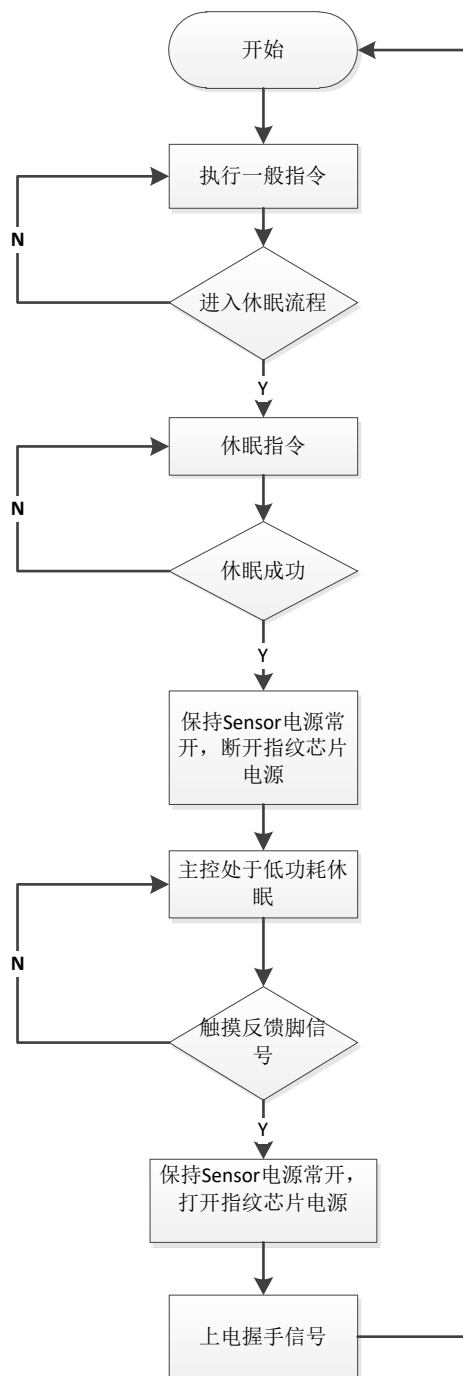 开始
执行一般指令
N
进入休眠流程
Y
休眠指令
N
休眠成功
Y
保持Sensor电源常
开，断开指纹芯片
电源
主控处于低功耗休
眠
N
触摸反馈脚信
号
Y
保持Sensor电源常开，
打开指纹芯片电源
上电握手信号